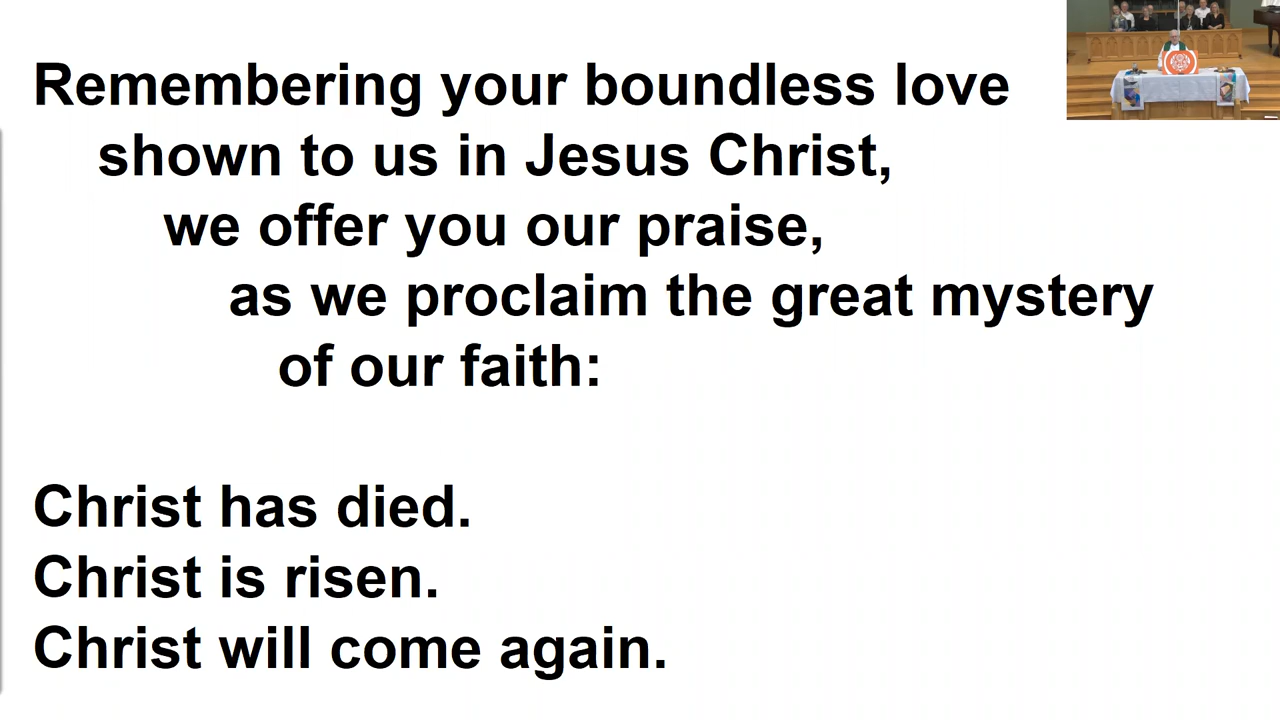 Remembering your boundless love
shown to us in Jesus Christ,
we offer you our praise,
as we proclaim the great mystery
of our faith:
Christ has died.
Christ is risen.
Christ will come again.